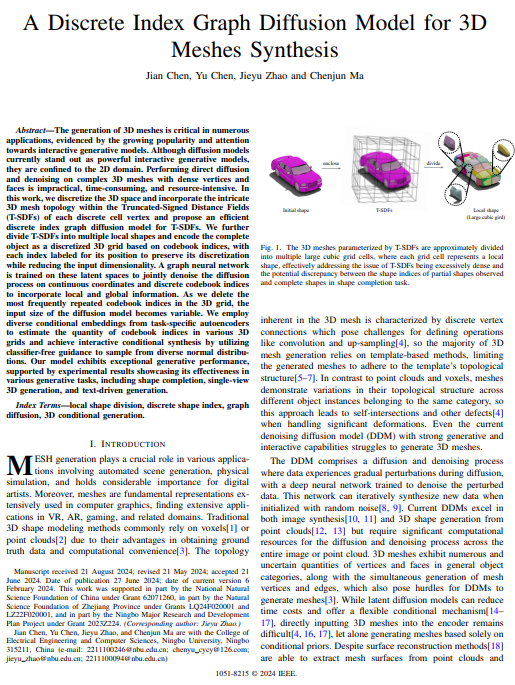 A Discrete Index Graph Diffusion Model for 3D
Meshes Synthesis
Jian Chen, Yu Chen, Jieyu Zhao and Chenjun Ma
Abstract—The generation of 3D meshes is critical in numerous
applications, evidenced by the growing popularity and attention
towards interactive generative models. Although diffusion models
currently stand out as powerful interactive generative models,
they are confined to the 2D domain. Performing direct diffusion
and denoising on complex 3D meshes with dense vertices and
faces is impractical, time-consuming, and resource-intensive. In
this work, we discretize the 3D space and incorporate the intricate
3D mesh topology within the Truncated-Signed Distance Fields
(T-SDFs) of each discrete cell vertex and propose an efficient
discrete index graph diffusion model for T-SDFs. We further
divide T-SDFs into multiple local shapes and encode the complete
object as a discretized 3D grid based on codebook indices, with
each index labeled for its position to preserve its discretization
while reducing the input dimensionality. A graph neural network
is trained on these latent spaces to jointly denoise the diffusion
process on continuous coordinates and discrete codebook indices
to incorporate local and global information. As we delete the
most frequently repeated codebook indices in the 3D grid, the
input size of the diffusion model becomes variable. We employ
diverse conditional embeddings from task-specific autoencoders
to estimate the quantity of codebook indices in various 3D
grids and achieve interactive conditional synthesis by utilizing
classifier-free guidance to sample from diverse normal distribu-
tions. Our model exhibits exceptional generative performance,
supported by experimental results showcasing its effectiveness in
various generative tasks, including shape completion, single-view
3D generation, and text-driven generation.
Index Terms—local shape division, discrete shape index, graph
diffusion, 3D conditional generation.
I. INTRODUCTION
MESH generation plays a crucial role in various applica-
tions involving automated scene generation, physical
simulation, and holds considerable importance for digital
artists. Moreover, meshes are fundamental representations ex-
tensively used in computer graphics, finding extensive appli-
cations in VR, AR, gaming, and related domains. Traditional
3D shape modeling methods commonly rely on voxels[1] or
point clouds[2] due to their advantages in obtaining ground
truth data and computational convenience[3]. The topology
Manuscript received 21 August 2024; revised 21 May 2024; accepted 21
June 2024. Date of publication 27 June 2024; date of current version 6
February 2024. This work was supported in part by the National Natural
Science Foundation of China under Grant 62071260, in part by the Natural
Science Foundation of Zhejiang Province under Grants LQ24F020001 and
LZ22F020001, and in part by the Ningbo Major Research and Development
Plan Project under Grant 2023Z224. (Corresponding author: Jieyu Zhao).
Jian Chen, Yu Chen, Jieyu Zhao, and Chenjun Ma are with the College of
Electrical Engineering and Computer Sciences, Ningbo University, Ningbo
315211, China (e-mail: 2211100246@nbu.edu.cn; chenyu_cycy@126.com;
jieyu_zhao@nbu.edu.cn); 2211100094@nbu.edu.cn)
enclose
divide
Initial shape
T-SDFs
Local shape
(Large cubic grf)
Fig. 1. The 3D meshes parameterized by T-SDFs are approximately divided
into multiple large cubic grid cells, where each grid cell represents a local
shape, effectively addressing the issue of T-SDFs being excessively dense and
the potential discrepancy between the shape indices of partial shapes observed
and complete shapes in shape completion task.
inherent in the 3D mesh is characterized by discrete vertex
connections which pose challenges for defining operations
like convolution and up-sampling[4], so the majority of 3D
mesh generation relies on template-based methods, limiting
the generated meshes to adhere to the template's topological
structure[5–7]. In contrast to point clouds and voxels, meshes
demonstrate variations in their topological structure across
different object instances belonging to the same category, so
this approach leads to self-intersections and other defects[4]
when handling significant deformations. Even the current
denoising diffusion model (DDM) with strong generative and
interactive capabilities struggles to generate 3D meshes.
The DDM comprises a diffusion and denoising process
where data experiences gradual perturbations during diffusion,
with a deep neural network trained to denoise the perturbed
data. This network can iteratively synthesize new data when
initialized with random noise[8, 9]. Current DDMs excel in
both image synthesis[10, 11] and 3D shape generation from
point clouds[12, 13] but require significant computational
resources for the diffusion and denoising process across the
entire image or point cloud. 3D meshes exhibit numerous and
uncertain quantities of vertices and faces in general object
categories, along with the simultaneous generation of mesh
vertices and edges, which also pose hurdles for DDMs to
generate meshes[3]. While latent diffusion models can reduce
time costs and offer a flexible conditioning mechanism[14–
17], directly inputting 3D meshes into the encoder remains
difficult[4, 16, 17], let alone generating meshes based solely on
conditional priors. Despite surface reconstruction methods[18]
are able to extract mesh surfaces from point clouds and
1051-8215 © 2024 IEEE.